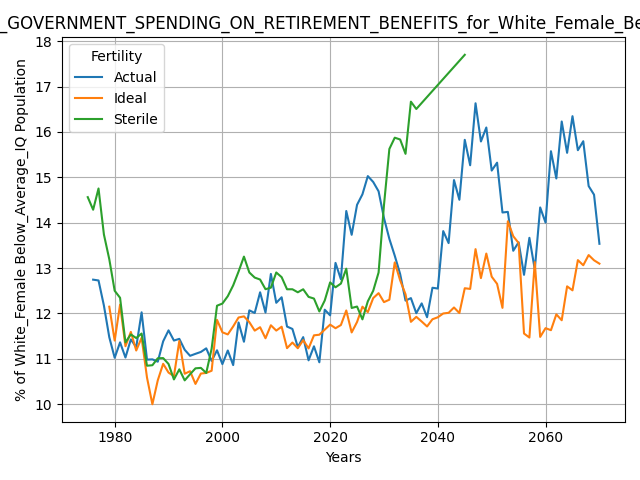 _GOVERNMENT_SPENDING_ON_RETIREMENT_BENEFITS_for_White_Female_Be
18
17
16
15
14
13
12
11
10
% of White_Female Below_Average_IQ Population
Fertility
Actual
Ideal
Sterile
1980
2000
2020
2040
2060
Years